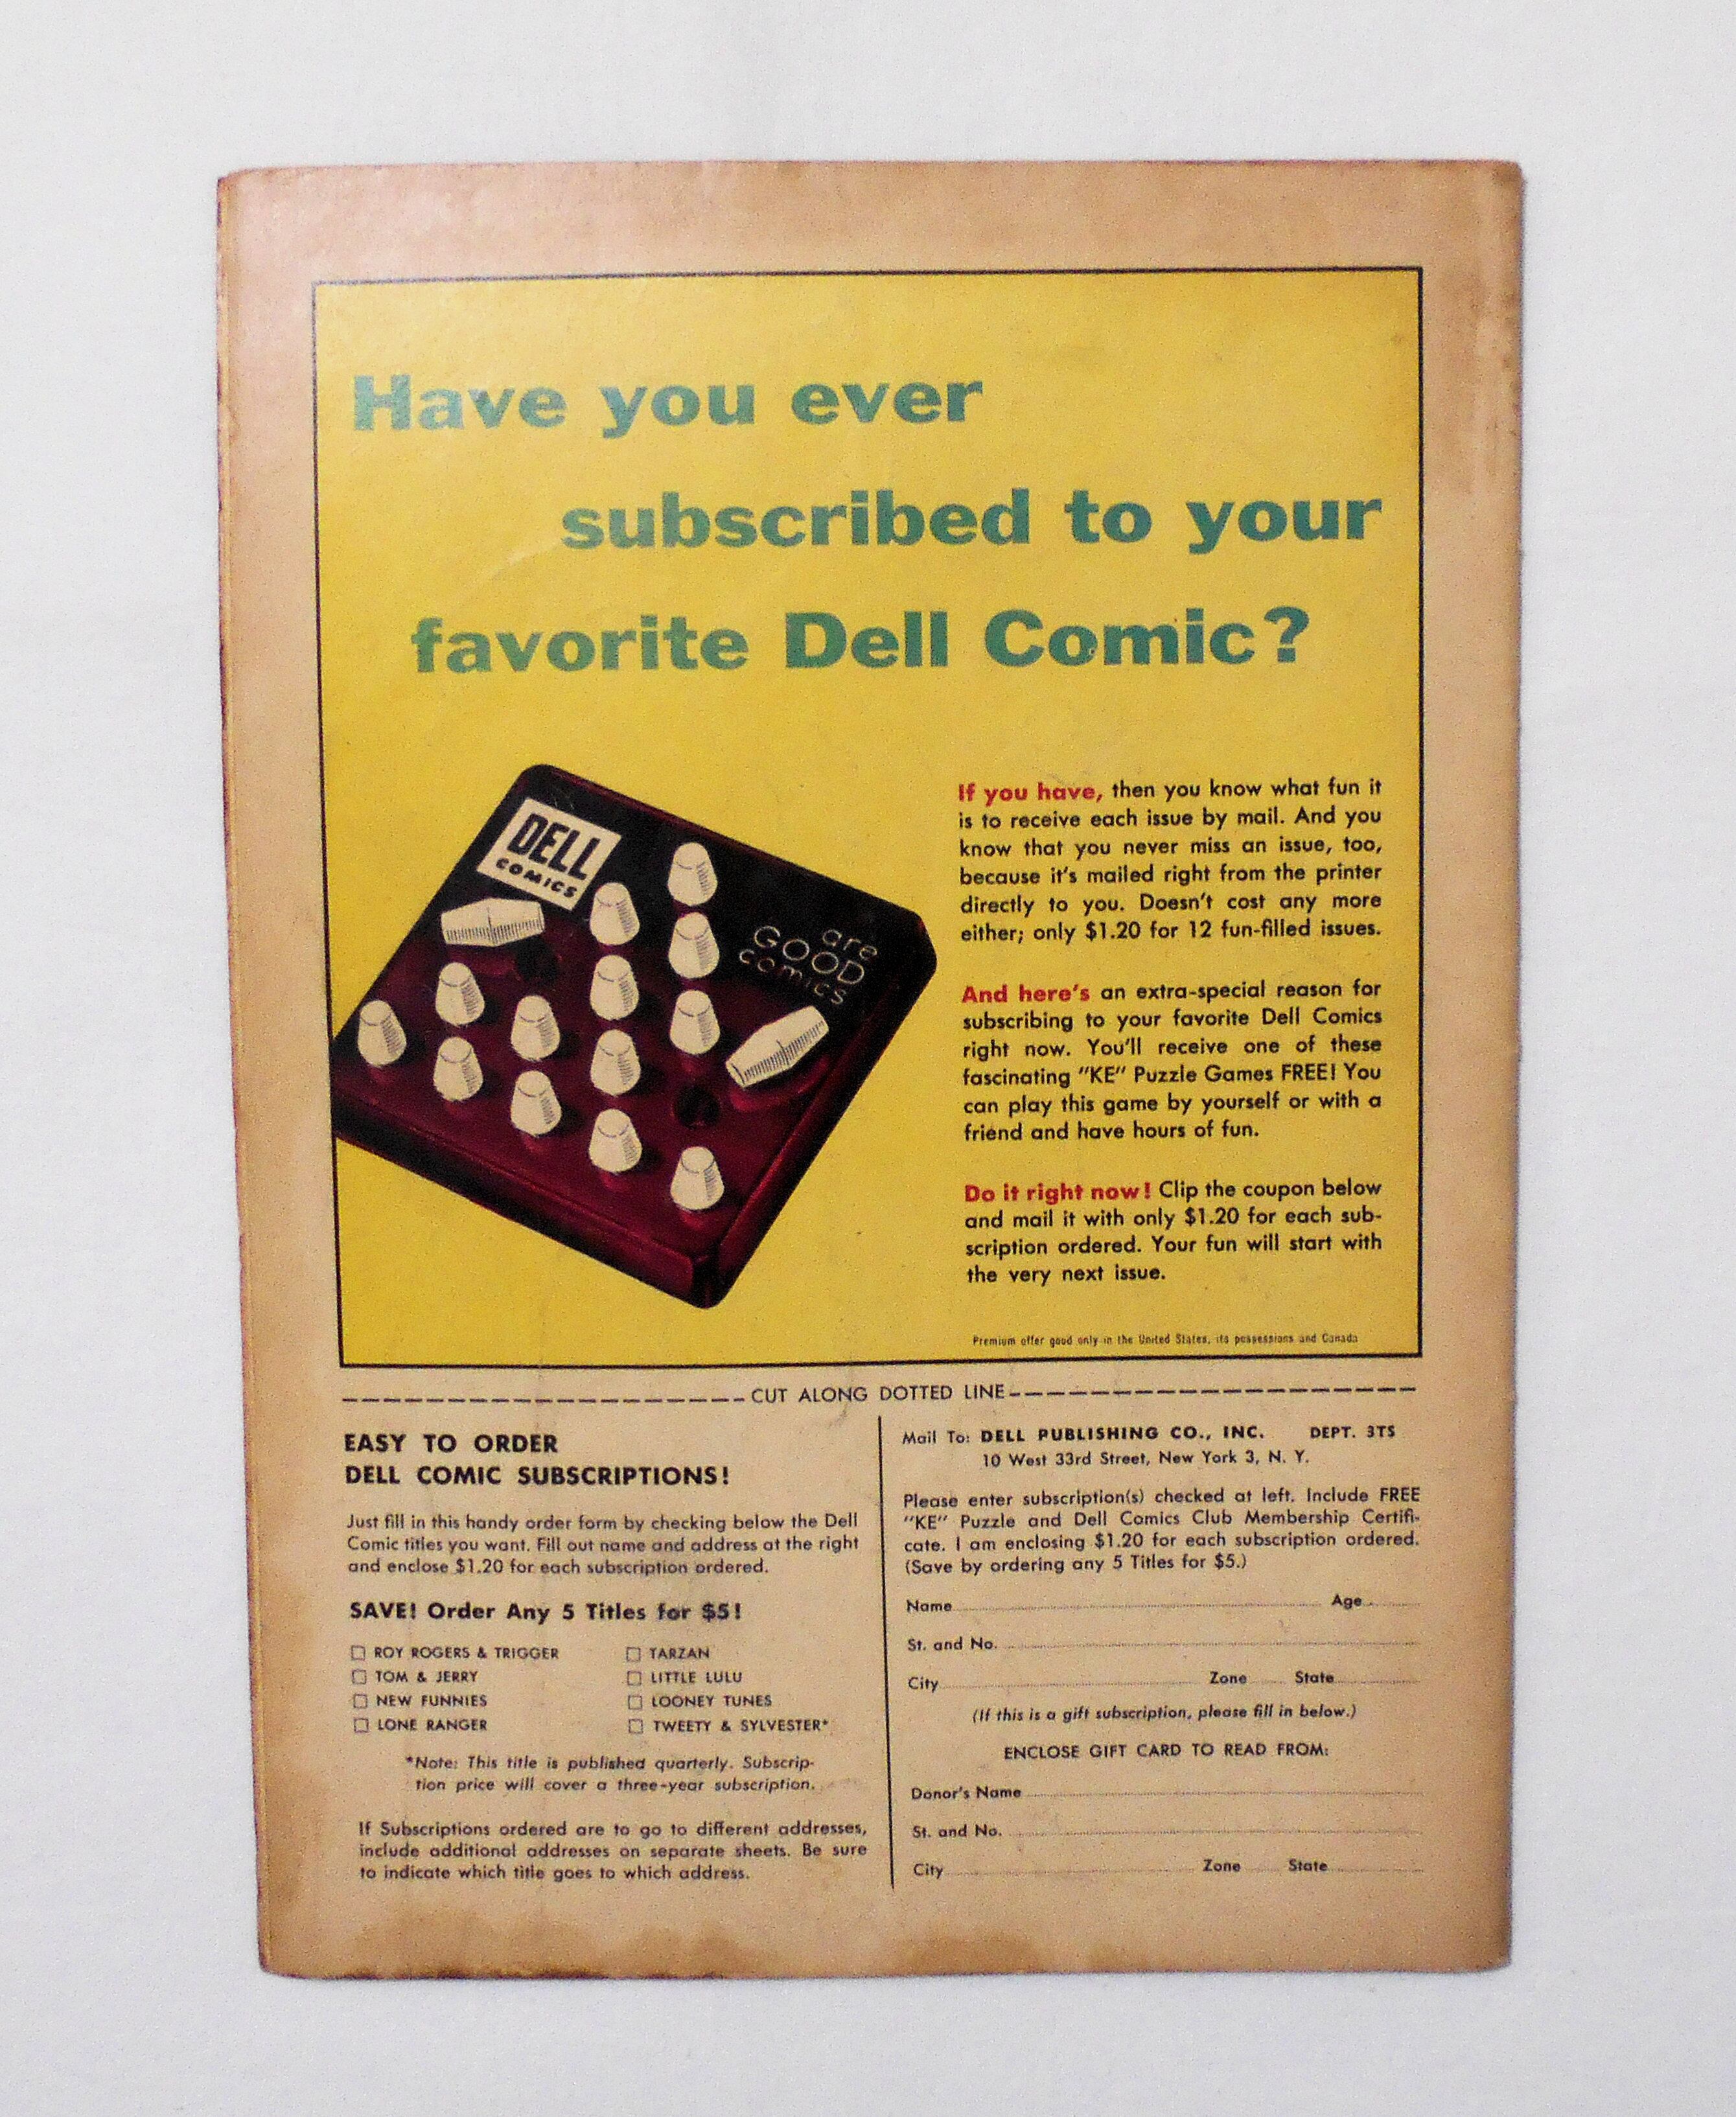 Have you ever
subscribed to your
favorite Dell Comic?
DELL
COMICS
are
GOOD
comics
If you have, then you know what fun it
is to receive each issue by mail. And you
know that you never miss an issue, too,
because it's mailed right from the printer
directly to you. Doesn't cost any more
either; only $1.20 for 12 fun-filled issues.
And here's an extra-special reason for
subscribing to your favorite Dell Comics
right now. You'll receive one of these
fascinating "KE" Puzzle Games FREE! You
can play this game by yourself or with a
friend and have hours of fun.
Do it right now! Clip the coupon below
and mail it with only $1.20 for each sub-
scription ordered. Your fun will start with
the very next issue.
Premium offer good only in the United States, its possessions and Canada
CUT ALONG DOTTED LINE
EASY TO ORDER
DELL COMIC SUBSCRIPTIONS!
Just fill in this handy order form by checking below the Dell
Comic titles you want. Fill out name and address at the right
and enclose $1.20 for each subscription ordered.
SAVE! Order Any 5 Titles for $5!
ROY ROGERS & TRIGGER
TOM & JERRY
NEW FUNNIES
LONE RANGER
TARZAN
LITTLE LULU
LOONEY TUNES
TWEETY & SYLVESTER*
*Note: This title is published quarterly. Subscrip-
tion price will cover a three-year subscription.
If Subscriptions ordered are to go to different addresses,
include additional addresses on separate sheets. Be sure
to indicate which title goes to which address.
Mail To: DELL PUBLISHING CO., INC. DEPT. 3TS
10 West 33rd Street, New York 3, N. Y.
Please enter subscription(s) checked at left. Include FREE
"KE" Puzzle and Dell Comics Club Membership Certifi-
cate. I am enclosing $1.20 for each subscription ordered.
(Save by ordering any 5 Titles for $5.)
Name Age
St. and No.
City Zone State
(If this is a gift subscription, please fill in below.)
ENCLOSE GIFT CARD TO READ FROM:
Donor's Name
St. and No.
City Zone State